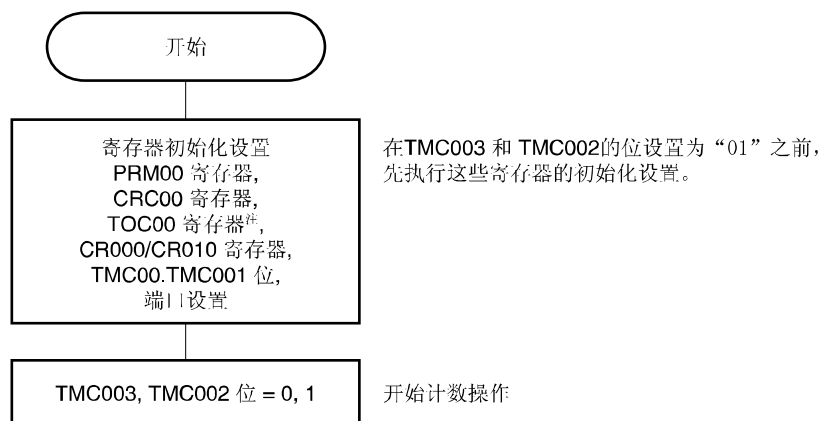 开始
寄存器初始化设置
PRM00 寄存器,
CRC00 寄存器,
TOC00 寄存器注,
CR000/CR010 寄存器,
TMC00.TMC001 位,
端口设置
在TMC003 和 TMC002的位设置为“01”之前,
先执行这些寄存器的初始化设置。
TMC003, TMC002 位 = 0, 1
开始计数操作